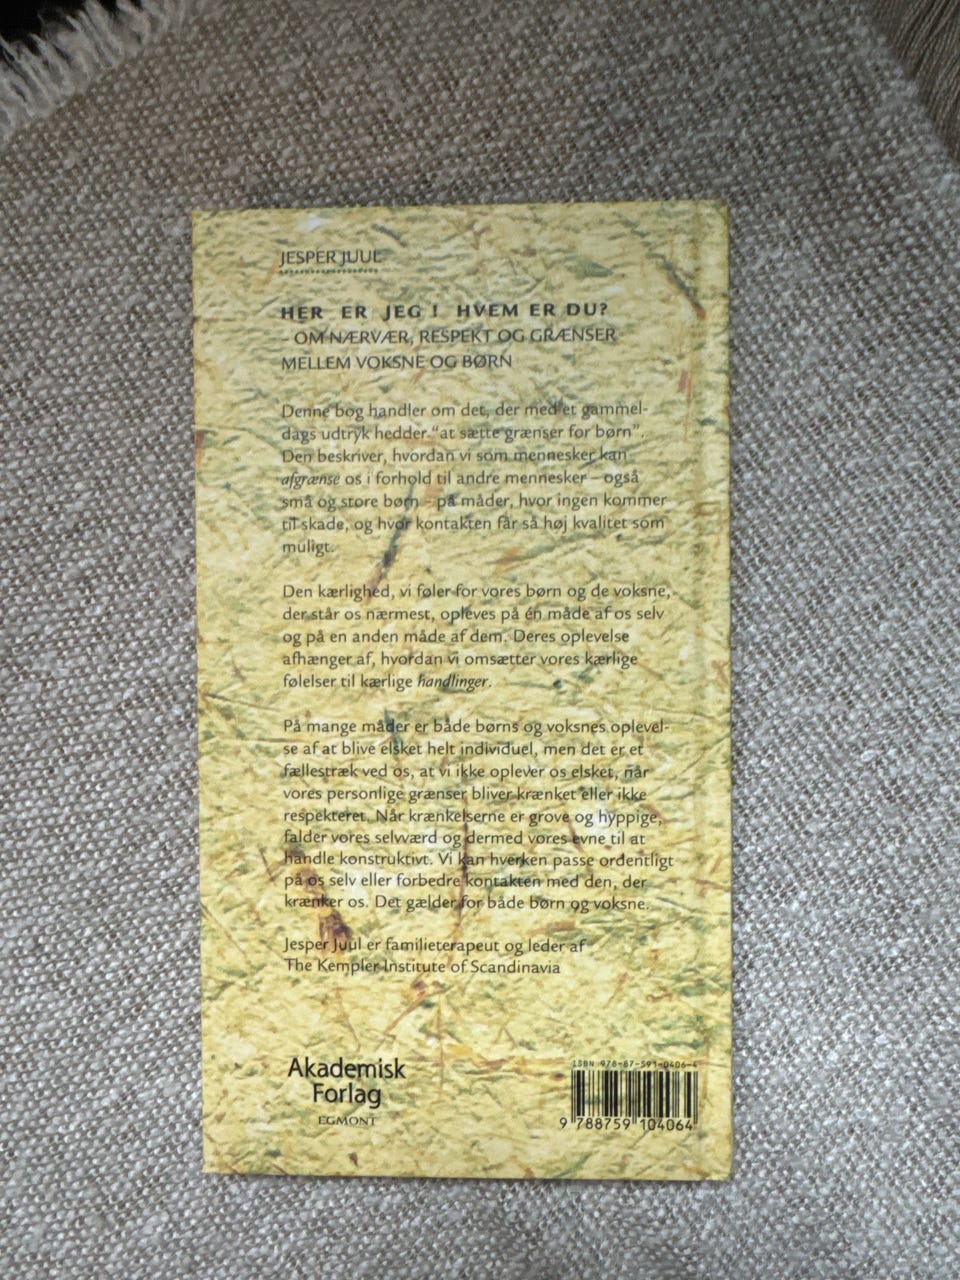 JESPER JUUL
HER ER JEG! HVEM ER DU?
– OM NÆRVÆR, RESPEKT OG GRÆNSER
MELLEM VOKSNE OG BØRN
Denne bog handler om det, der med et gammel-
dags udtryk hedder "at sætte grænser for børn".
Den beskriver, hvordan vi som mennesker kan
afgrænse os i forhold til andre mennesker – også
små og store børn – på måder, hvor ingen kommer
til skade, og hvor kontakten får så høj kvalitet som
muligt.
Den kærlighed, vi føler for vores børn og de voksne,
der står os nærmest, opleves på én måde af os selv
og på en anden måde af dem. Deres oplevelse
afhænger af, hvordan vi omsætter vores kærlige
følelser til kærlige handlinger.
På mange måder er både børns og voksnes oplevel-
se af at blive elsket helt individuel, men det er et
fællestræk ved os, at vi ikke oplever os elsket, når
vores personlige grænser bliver krænket eller ikke
respekteret. Når krænkelserne er grove og hyppige,
falder vores selvværd og dermed vores evne til at
handle konstruktivt. Vi kan hverken passe ordentligt
på os selv eller forbedre kontakten med den, der
krænker os. Det gælder for både børn og voksne.
Jesper Juul er familieterapeut og leder af
The Kempler Institute of Scandinavia
Akademisk
Forlag
EGMONT
ISBN 978-87-591-0406-4
9 788759 104064